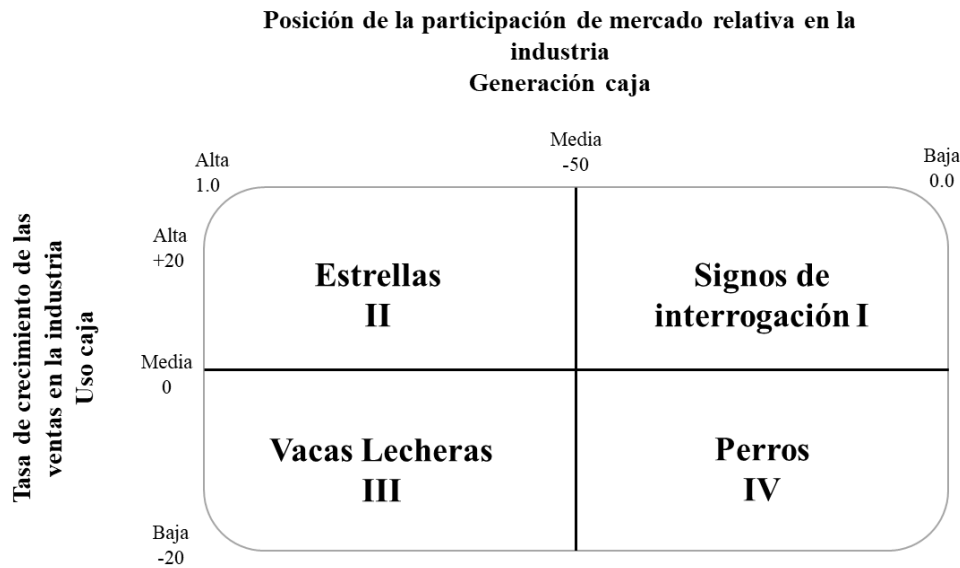 Posición de la participación de mercado relativa en la
industria
Generación caja
Media
-50
Alta
1.0
Baja
0.0
Tasa de crecimiento de las
ventas en la industria
Uso caja
Alta
+20
Estrellas
II
Signos de
interrogación I
Media
0
Vacas Lecheras
III
Perros
IV
Baja
-20